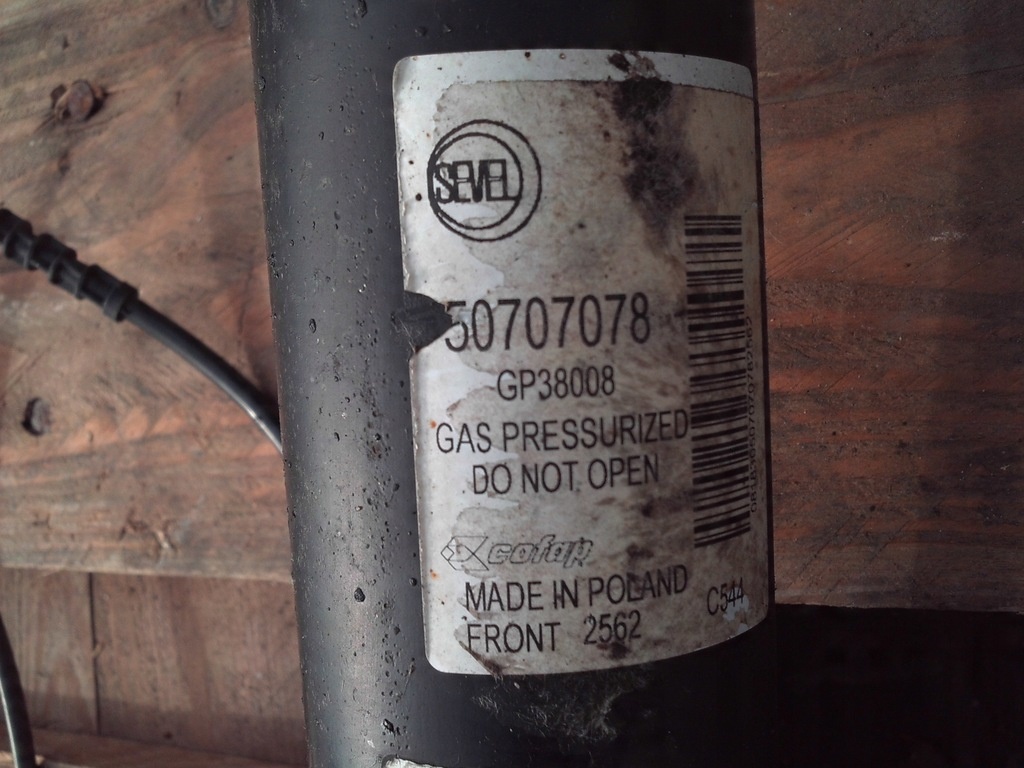 SEVEL
50707078
GP38008
GAS PRESSURIZED
DO NOT OPEN
cofap
MADE IN POLAND
FRONT 2562
C544